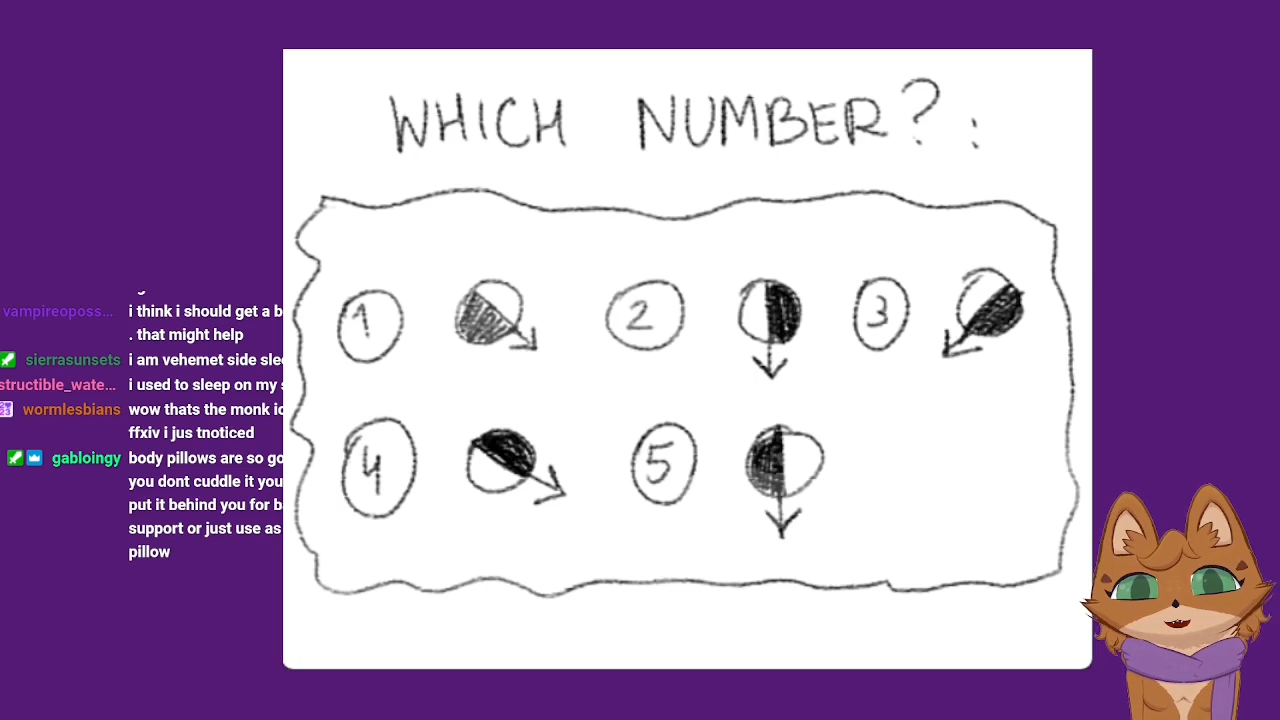 WHICH NUMBER?:
1 2 3
4 5
vampireoposs… i think i should get a b
. that might help
sierrasunsets i am vehemet side slee
structible_wate… i used to sleep on my s
wormlesbians wow thats the monk ic
ffxiv i jus tnoticed
gabloingy body pillows are so go
you dont cuddle it you
put it behind you for ba
support or just use as
pillow